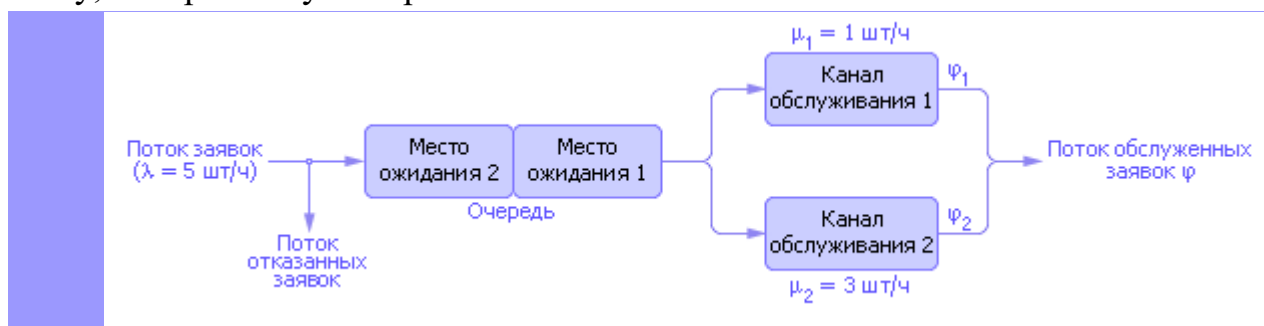 μ₁ = 1 шт/ч
Канал
обслуживания 1
φ₁
Поток заявок
(λ = 5 шт/ч)
Место
ожидания 2
Место
ожидания 1
Очередь
Поток обслуженных
заявок φ
Поток
отказанных
заявок
Канал
обслуживания 2
φ₂
μ₂ = 3 шт/ч